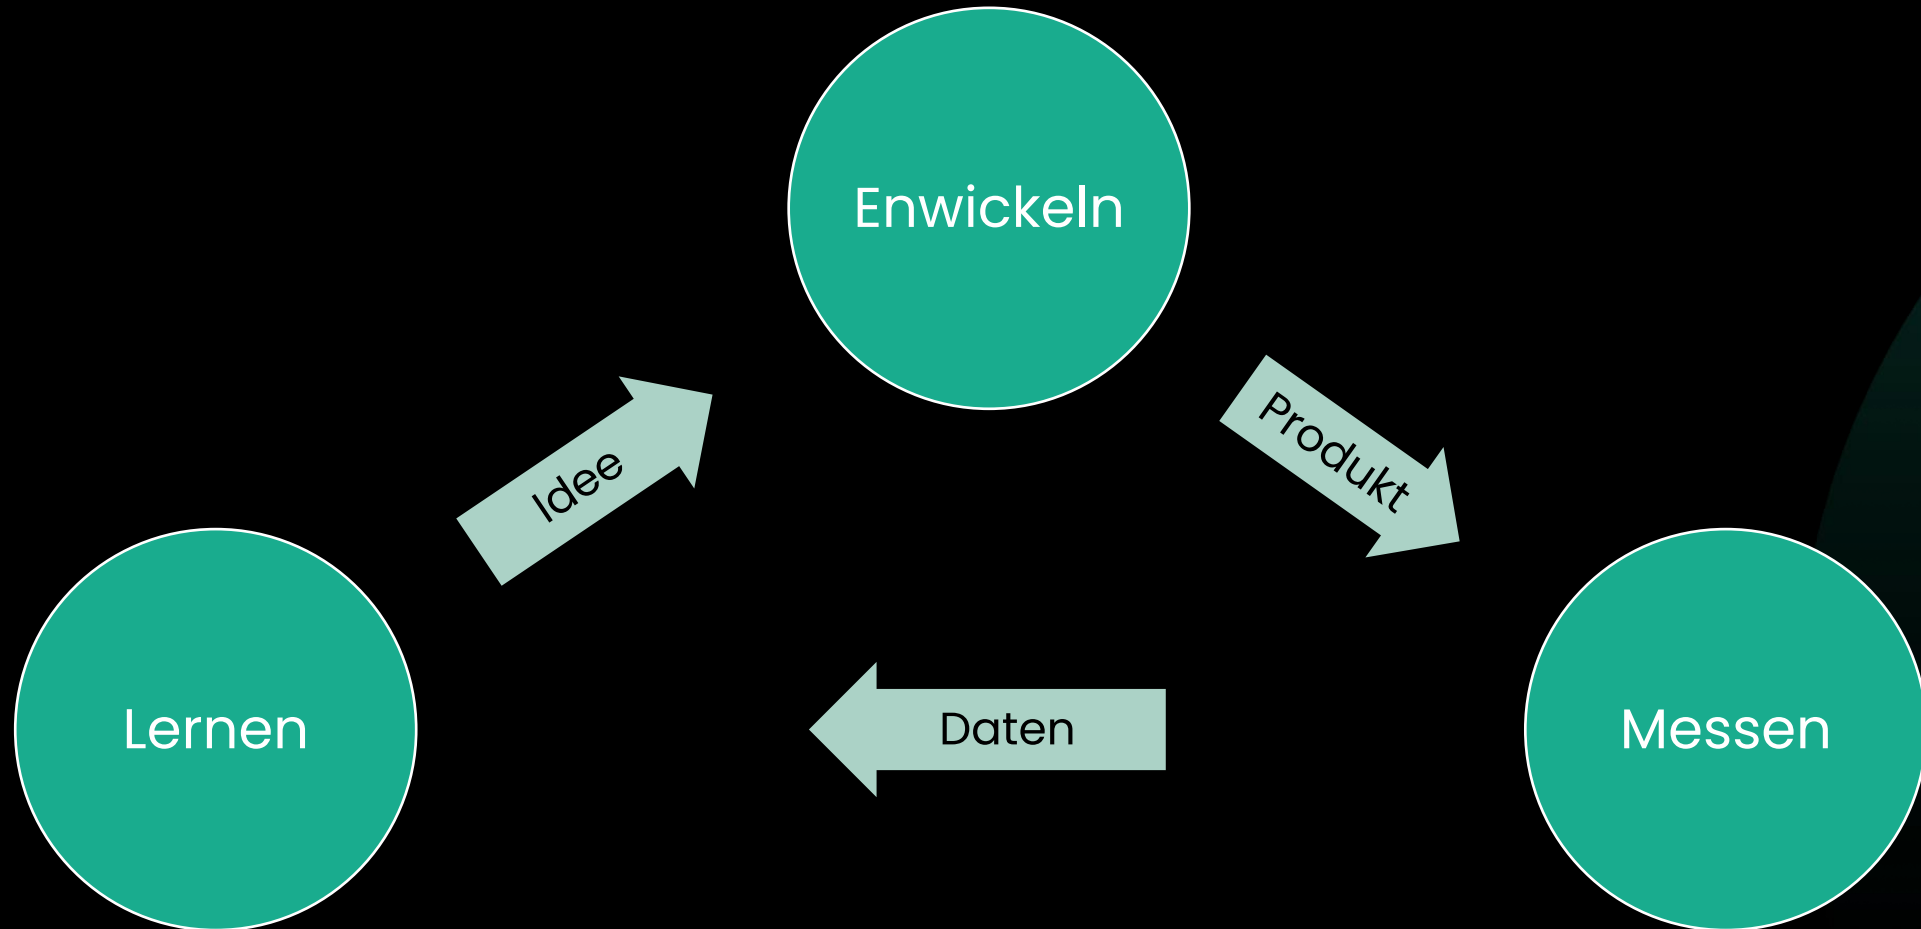 Enwickeln
Idee
Produkt
Lernen
Daten
Messen